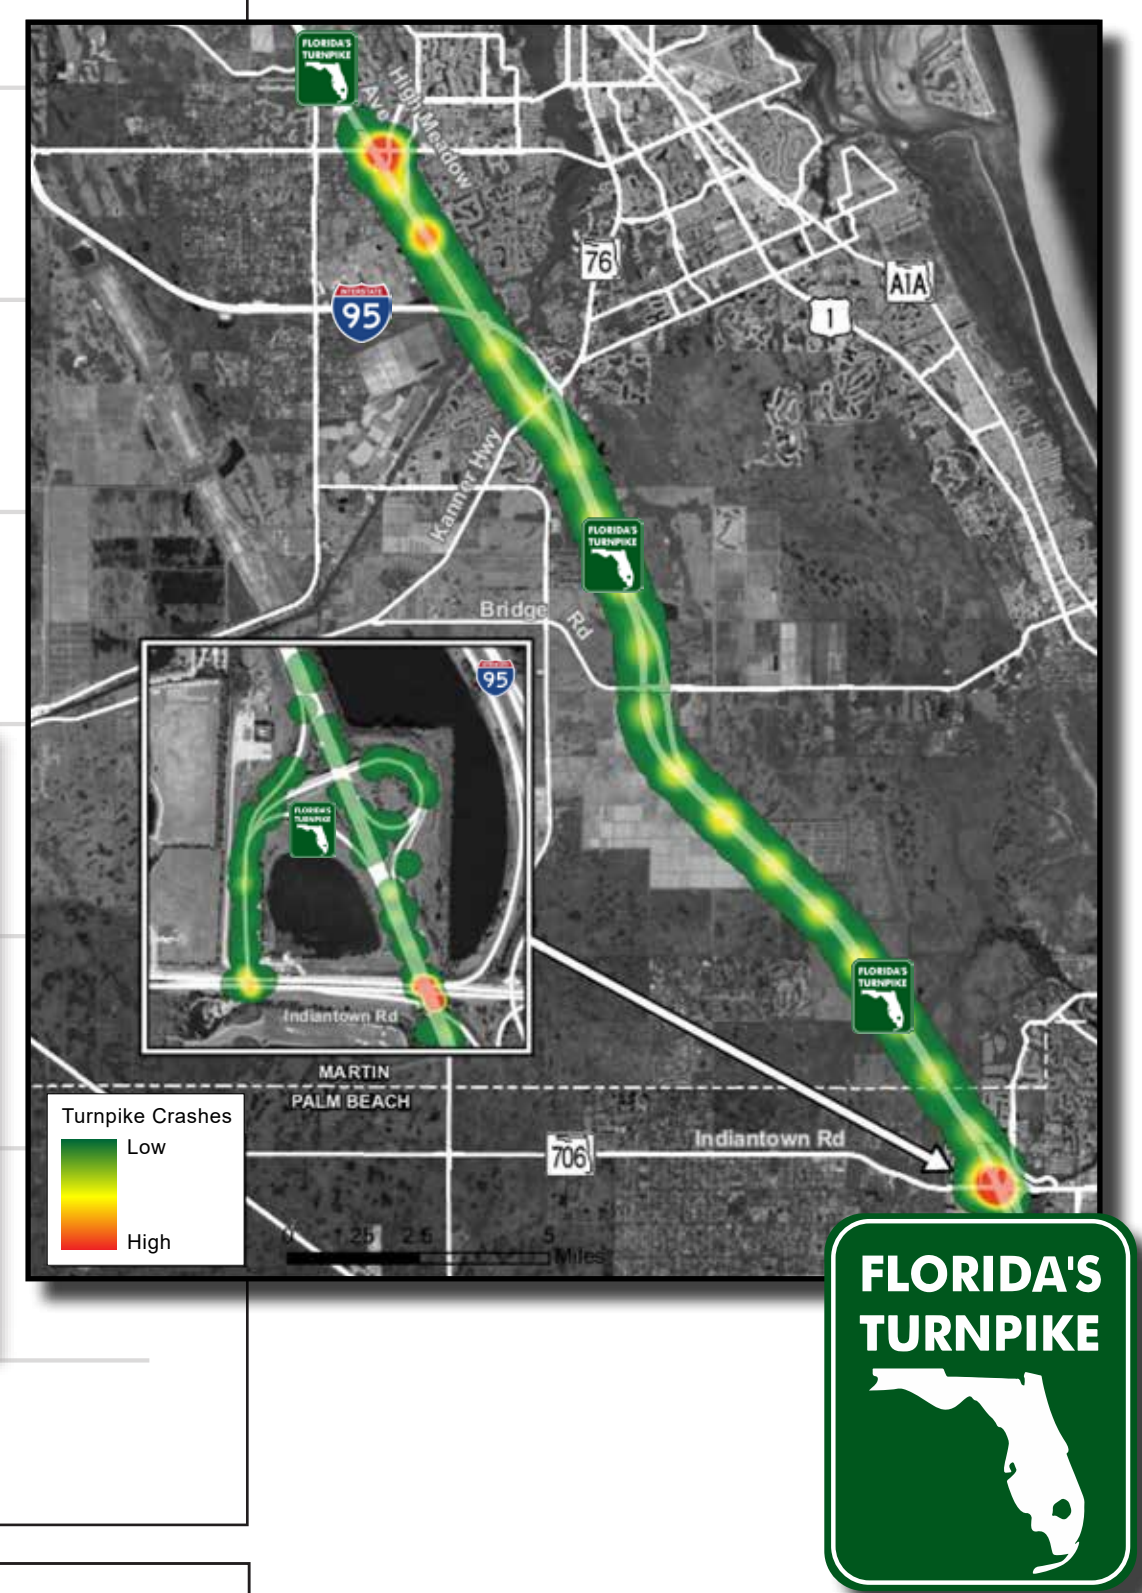 FLORIDA'S
TURNPIKE
High Meadow
Ave
76
A1A
1
INTERSTATE
95
Kanner Hwy
FLORIDA'S
TURNPIKE
Bridge
Rd
95
FLORIDA'S
TURNPIKE
FLORIDA'S
TURNPIKE
Indiantown Rd
MARTIN
PALM BEACH
Turnpike Crashes
Low
High
706
Indiantown Rd
0 1.25 2.5 5
Miles
FLORIDA'S
TURNPIKE